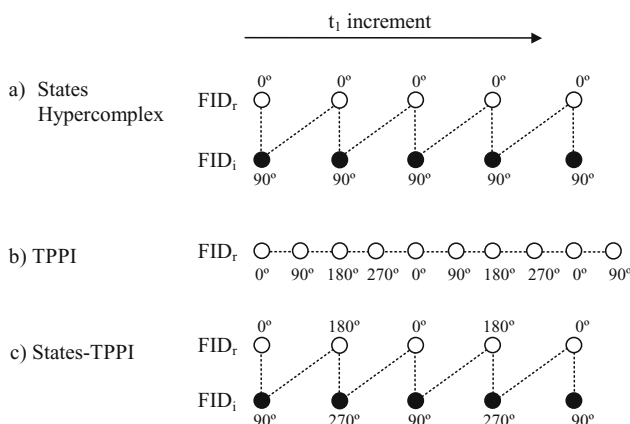 t₁ increment
a) States
Hypercomplex
0º 0º 0º 0º 0º
FIDᵣ
FIDᵢ
90º 90º 90º 90º 90º
b) TPPI
FIDᵣ
0º 90º 180º 270º 0º 90º 180º 270º 0º 90º
c) States-TPPI
0º 180º 0º 180º 0º
FIDᵣ
FIDᵢ
90º 270º 90º 270º 90º